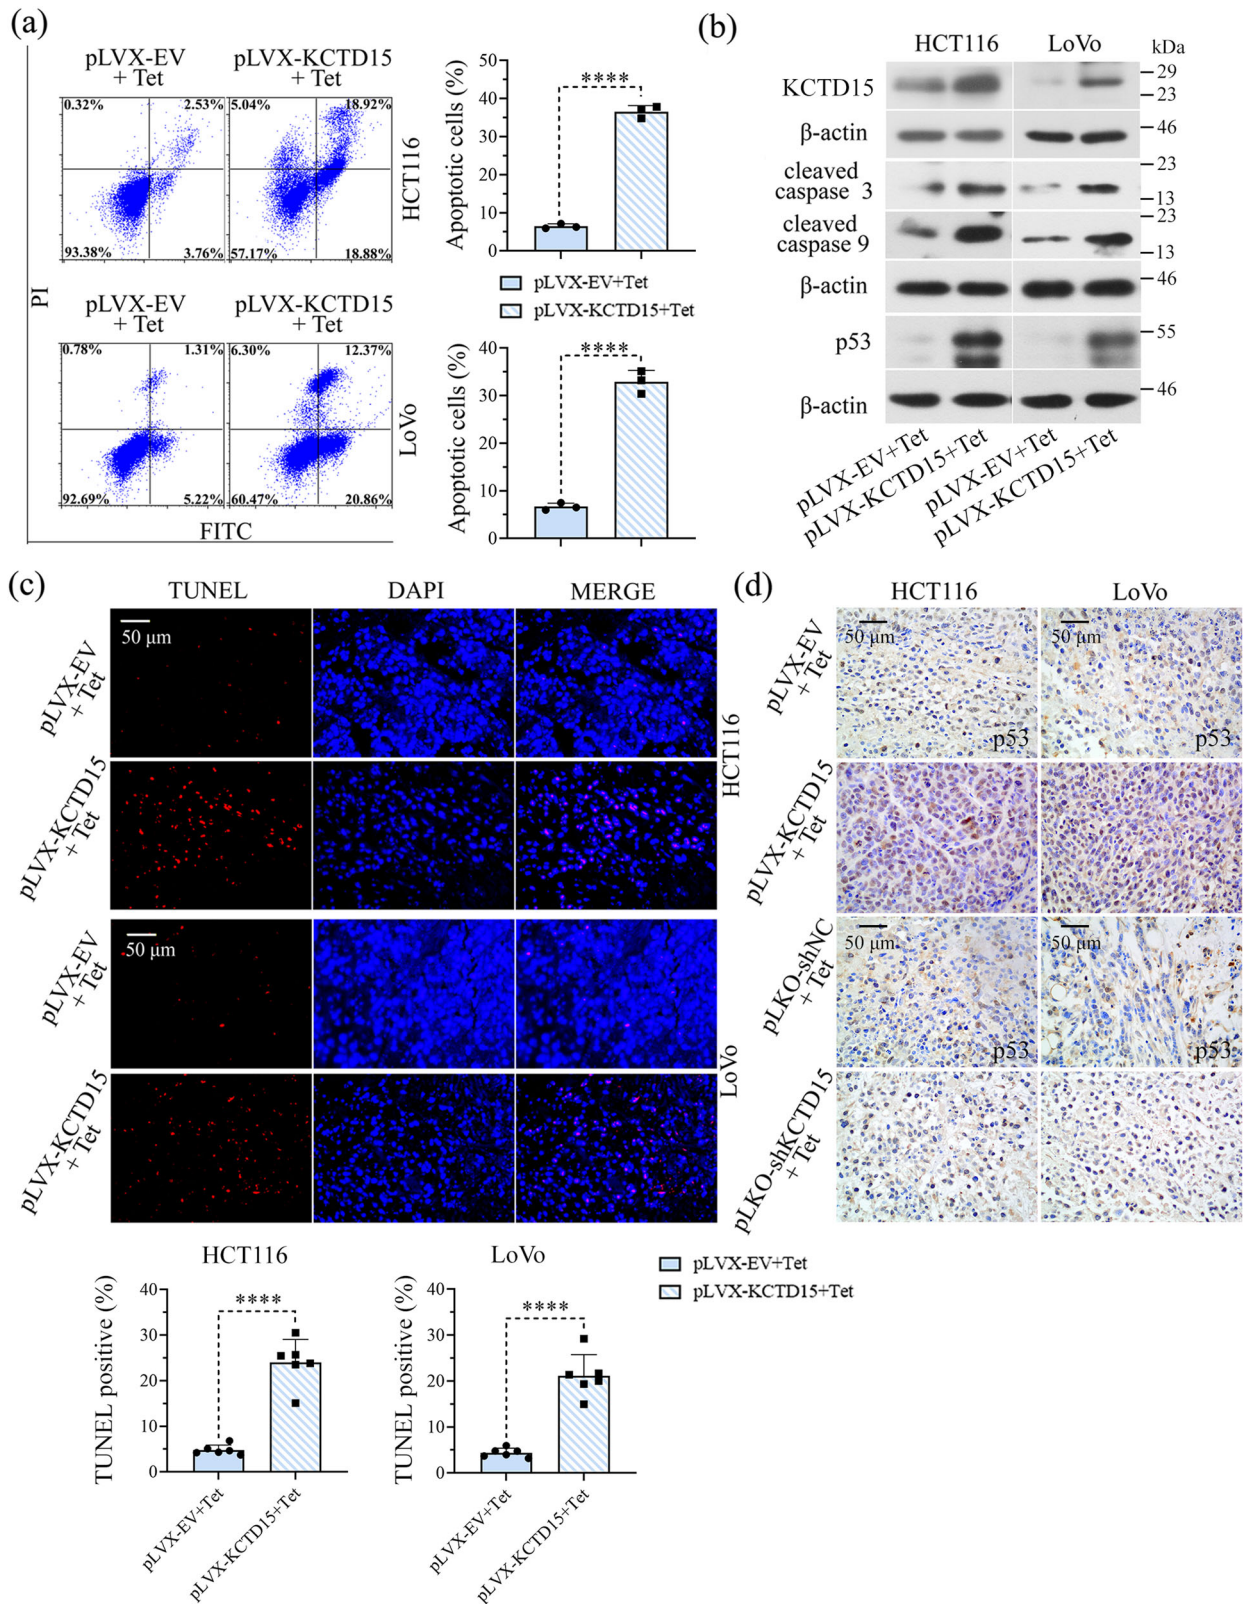 (a)
pLVX-EV
+ Tet
pLVX-KCTD15
+ Tet
0.32%
2.53%
5.04%
18.92%
93.38%
3.76%
57.17%
18.88%
HCT116
pLVX-EV
+ Tet
pLVX-KCTD15
+ Tet
0.78%
1.31%
6.30%
12.37%
92.69%
5.22%
60.47%
20.86%
LoVo
PI
FITC
Apoptotic cells (%)
50
40
30
20
10
0
****
pLVX-EV+Tet
pLVX-KCTD15+Tet
Apoptotic cells (%)
40
30
20
10
0
****
(b)
HCT116
LoVo
kDa
KCTD15
29
23
β-actin
46
cleaved
caspase 3
23
13
cleaved
caspase 9
23
13
β-actin
46
p53
55
β-actin
46
pLVX-EV+Tet
pLVX-KCTD15+Tet
pLVX-EV+Tet
pLVX-KCTD15+Tet
(c)
TUNEL
DAPI
MERGE
pLVX-EV
+ Tet
50 μm
pLVX-KCTD15
+ Tet
HCT116
pLVX-EV
+ Tet
50 μm
pLVX-KCTD15
+ Tet
LoVo
HCT116
TUNEL positive (%)
40
30
20
10
0
****
pLVX-EV+Tet
pLVX-KCTD15+Tet
LoVo
TUNEL positive (%)
40
30
20
10
0
****
pLVX-EV+Tet
pLVX-KCTD15+Tet
pLVX-EV+Tet
pLVX-KCTD15+Tet
(d)
HCT116
LoVo
pLVX-EV
+ Tet
50 μm
p53
50 μm
p53
pLVX-KCTD15
+ Tet
pLKO-shNC
+ Tet
50 μm
p53
50 μm
p53
pLKO-shKCTD15
+ Tet